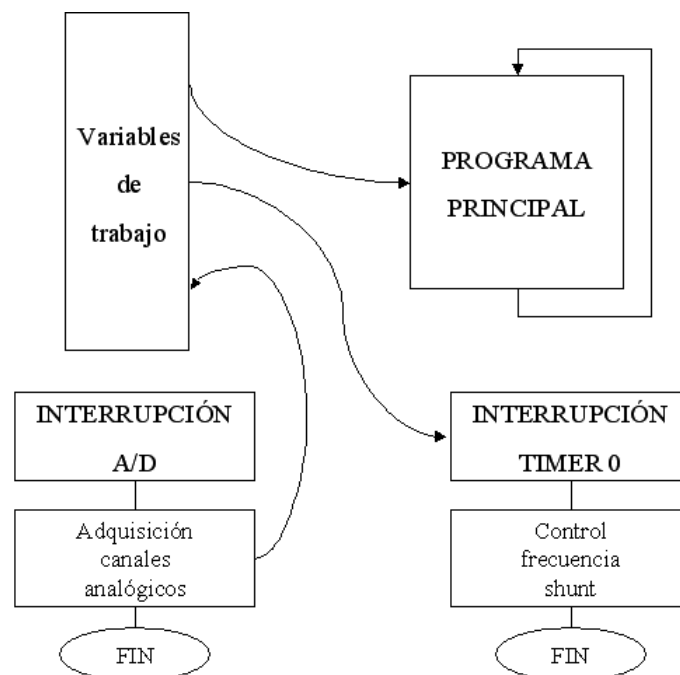 Variables
de
trabajo
PROGRAMA
PRINCIPAL
INTERRUPCIÓN
A/D
Adquisición
canales
analógicos
FIN
INTERRUPCIÓN
TIMER 0
Control
frecuencia
shunt
FIN